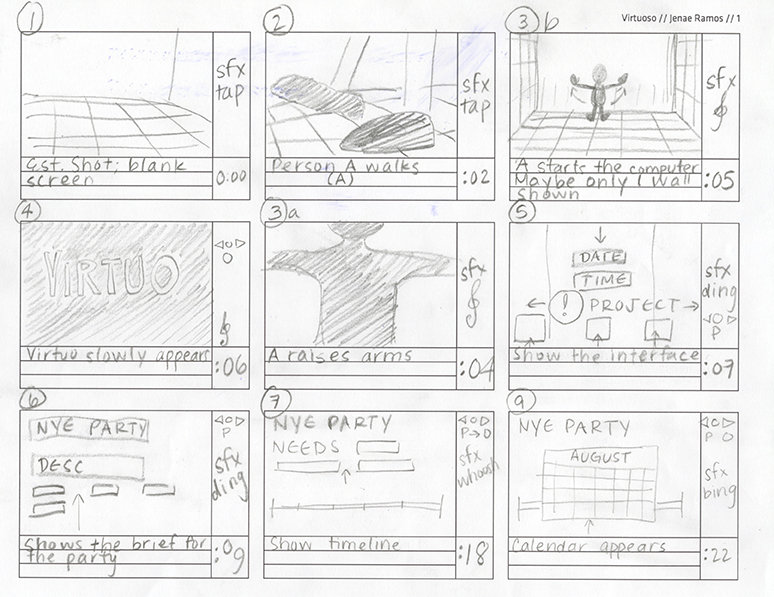 Virtuoso // Jenae Ramos // 1
1
sfx
tap
Est. Shot; blank
screen
0:00
2
sfx
tap
Person A walks
(A)
:02
3 b
sfx
A starts the computer
Maybe only 1 wall
shown
:05
4
VIRTUO
O
Virtuo slowly appears
:06
3 a
sfx
A raises arms
:04
5
DATE
TIME
! PROJECT
sfx
ding
P
Show the interface
:07
6
NYE PARTY
DESC
P
sfx
ding
Shows the brief for
the party
:09
7
NYE PARTY
NEEDS
P→O
sfx
whoosh
Show timeline
:18
9
NYE PARTY
AUGUST
P O
sfx
bing
Calendar appears
:22